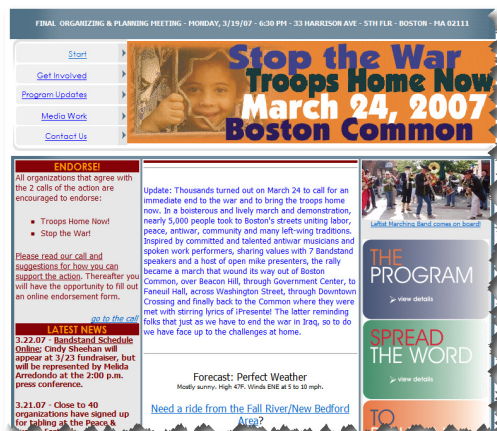 FINAL ORGANIZING & PLANNING MEETING - MONDAY, 3/19/07 - 6:30 PM - 33 HARRISON AVE - 5TH FLR - BOSTON - MA 02111
Start
Get Involved
Program Updates
Media Work
Contact Us
Stop the War
Troops Home Now
March 24, 2007
Boston Common
ENDORSE!
All organizations that agree with
the 2 calls of the action are
encouraged to endorse:
Troops Home Now!
Stop the War!
Please read our call and
suggestions for how you can
support the action. Thereafter you
will have the opportunity to fill out
an online endorsement form.
go to the call
LATEST NEWS
3.22.07 - Bandstand Schedule
Online; Cindy Sheehan will
appear at 3/23 fundraiser, but
will be represented by Melida
Arredondo at the 2:00 p.m.
press conference.
3.21.07 - Close to 40
organizations have signed up
for tabling at the Peace &
Update: Thousands turned out on March 24 to call for an
immediate end to the war and to bring the troops home
now. In a boisterous and lively march and demonstration,
nearly 5,000 people took to Boston's streets uniting labor,
peace, antiwar, community and many left-wing traditions.
Inspired by committed and talented antiwar musicians and
spoken work performers, sharing values with 7 Bandstand
speakers and a host of open mike presenters, the rally
became a march that wound its way out of Boston
Common, over Beacon Hill, through Government Center, to
Faneuil Hall, across Washington Street, through Downtown
Crossing and finally back to the Common where they were
met with stirring lyrics of ¡Presente! The latter reminding
folks that just as we have to end the war in Iraq, so to do
we have face up to the challenges at home.
Forecast: Perfect Weather
Mostly sunny. High 47F. Winds ENE at 5 to 10 mph.
Need a ride from the Fall River/New Bedford
Area?
Leftist Marching Band comes on board!
THE
PROGRAM
view details
SPREAD
THE WORD
view details
TO